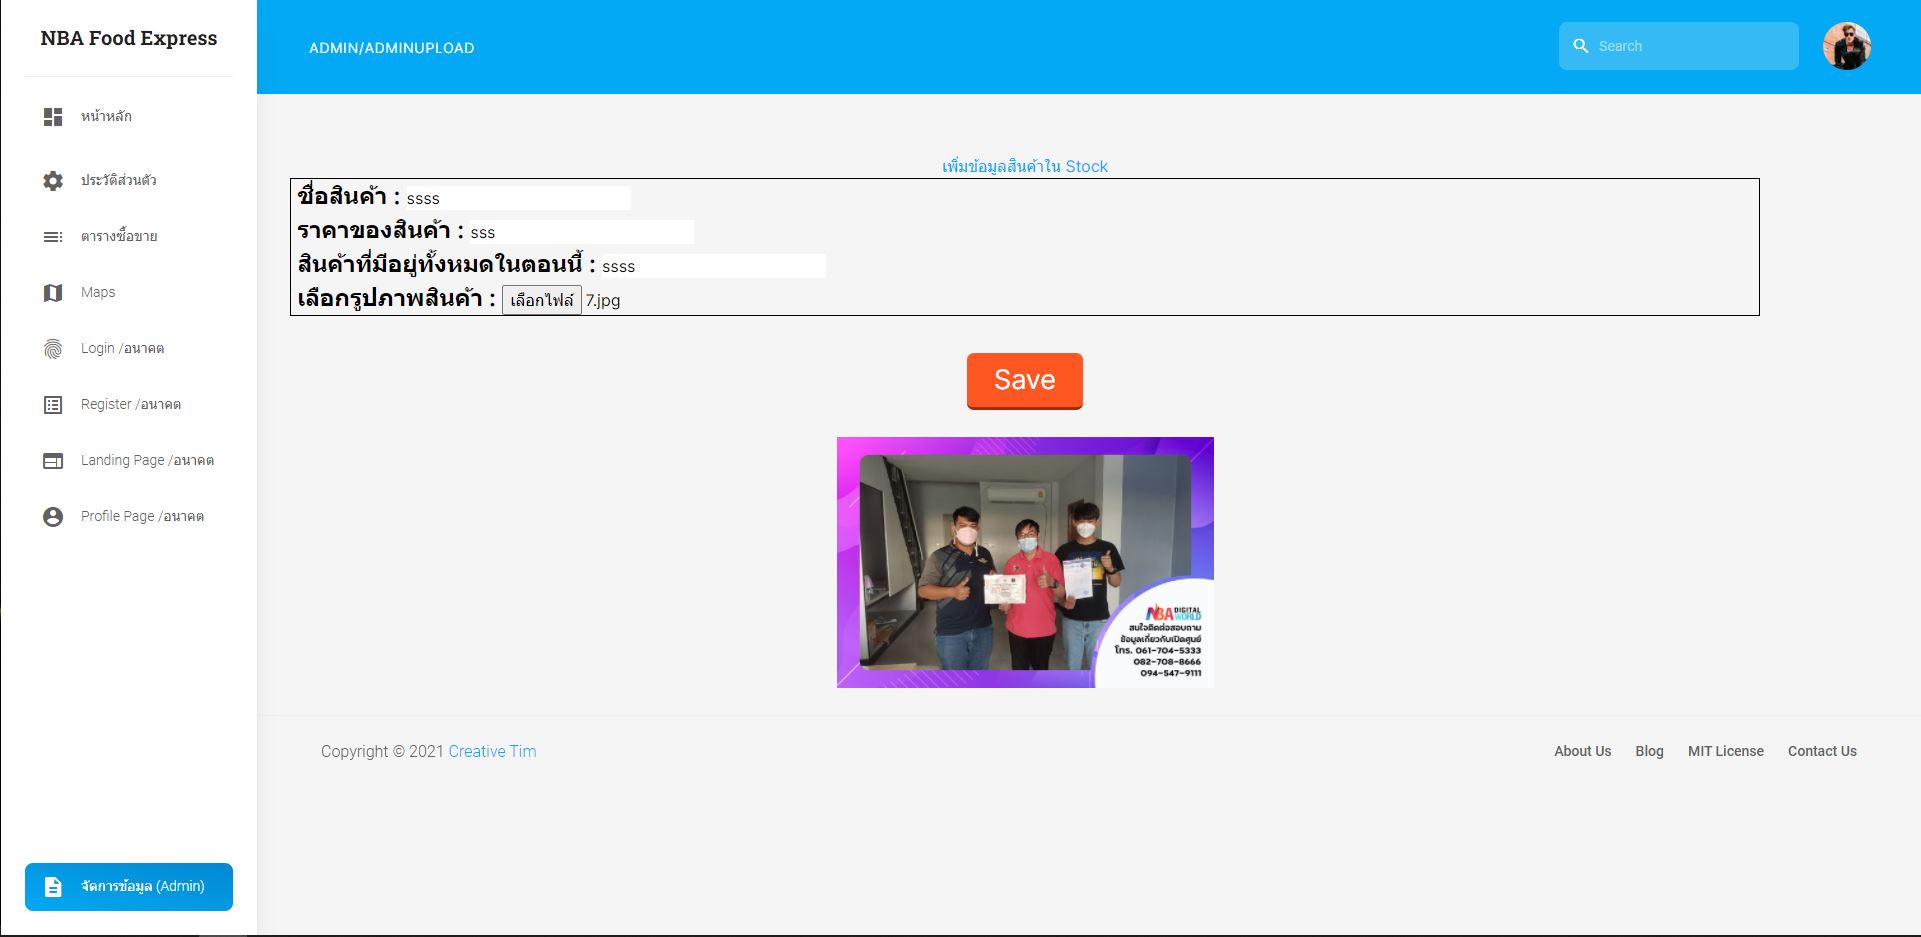 NBA Food Express
ADMIN/ADMINUPLOAD
Search
หน้าหลัก
ประวัติส่วนตัว
ตารางซื้อขาย
Maps
Login /อนาคต
Register /อนาคต
Landing Page /อนาคต
Profile Page /อนาคต
จัดการข้อมูล (Admin)
เพิ่มข้อมูลสินค้าใน Stock
ชื่อสินค้า : ssss
ราคาของสินค้า : sss
สินค้าที่มีอยู่ทั้งหมดในตอนนี้ : ssss
เลือกรูปภาพสินค้า : เลือกไฟล์ 7.jpg
Save
NBA DIGITAL WORLD
สนใจติดต่อสอบถาม
ข้อมูลเกี่ยวกับเปิดศูนย์
โทร. 061-704-5333
082-708-8666
094-547-9111
Copyright © 2021 Creative Tim
About Us Blog MIT License Contact Us